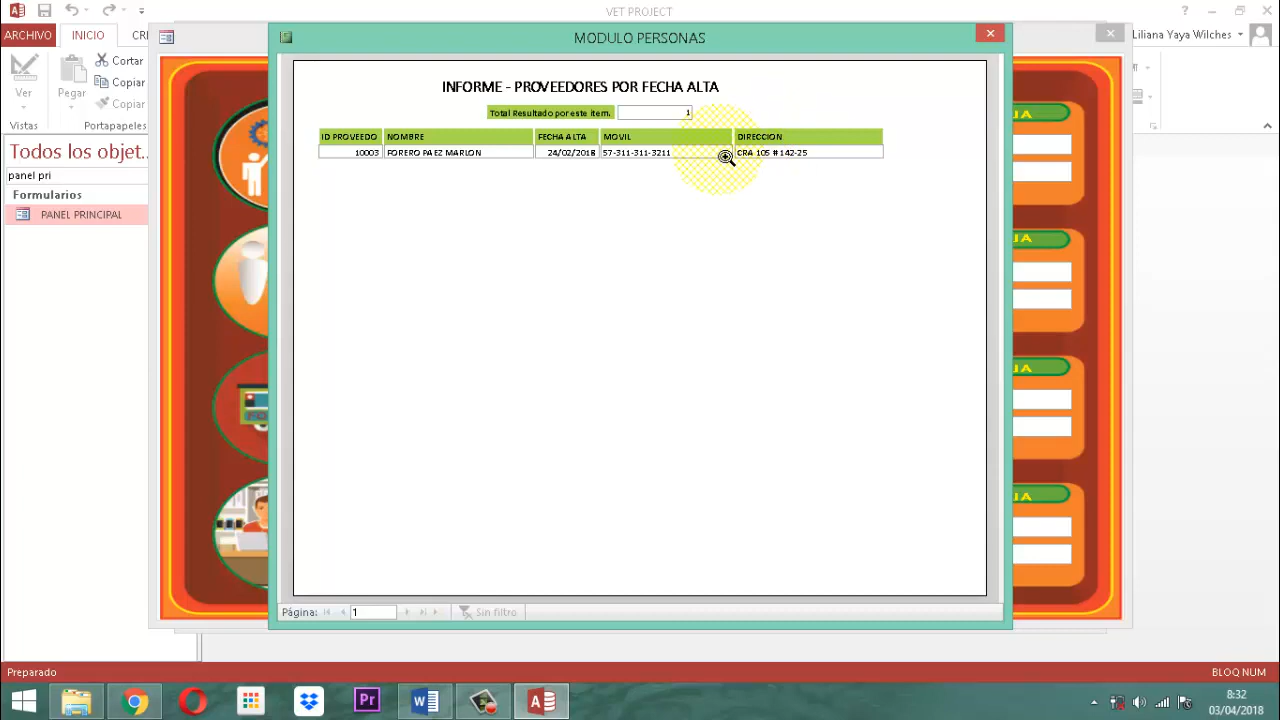 VET PROJECT
ARCHIVO
INICIO
Liliana Yaya Wilches
Ver
Pegar
Cortar
Copiar
Copiar
Vistas
Portapapeles
Todos los objet...
panel pri
Formularios
PANEL PRINCIPAL
MODULO PERSONAS
INFORME - PROVEEDORES POR FECHA ALTA
Total Resultado por este item. 1
ID PROVEEDO NOMBRE FECHA ALTA MOVIL DIRECCION
10003 FORERO PAEZ MARLON 24/02/2018 57-311-311-3211 CRA 105 #142-25
Página: 1 Sin filtro
Preparado
BLOQ NUM
Pr
8:32
03/04/2018